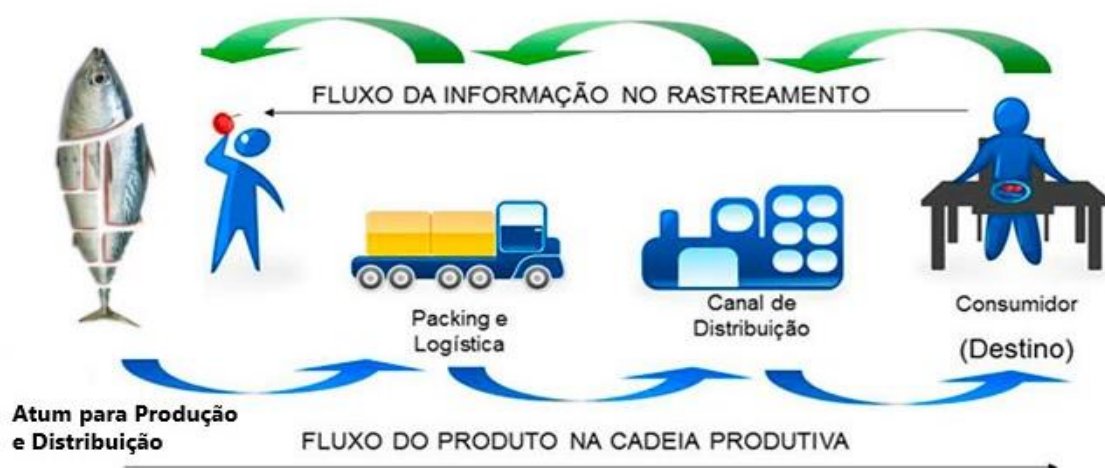 FLUXO DA INFORMAÇÃO NO RASTREAMENTO
Packing e
Logística
Canal de
Distribuição
Consumidor
(Destino)
Atum para Produção
e Distribuição
FLUXO DO PRODUTO NA CADEIA PRODUTIVA